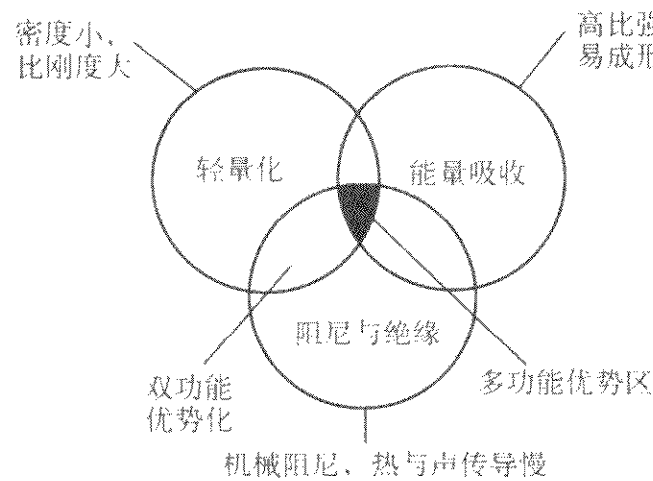 密度小，
比刚度大
高比强
易成形
轻量化
能量吸收
阻尼与绝缘
双功能
优势化
多功能优势区
机械阻尼、热与声传导慢